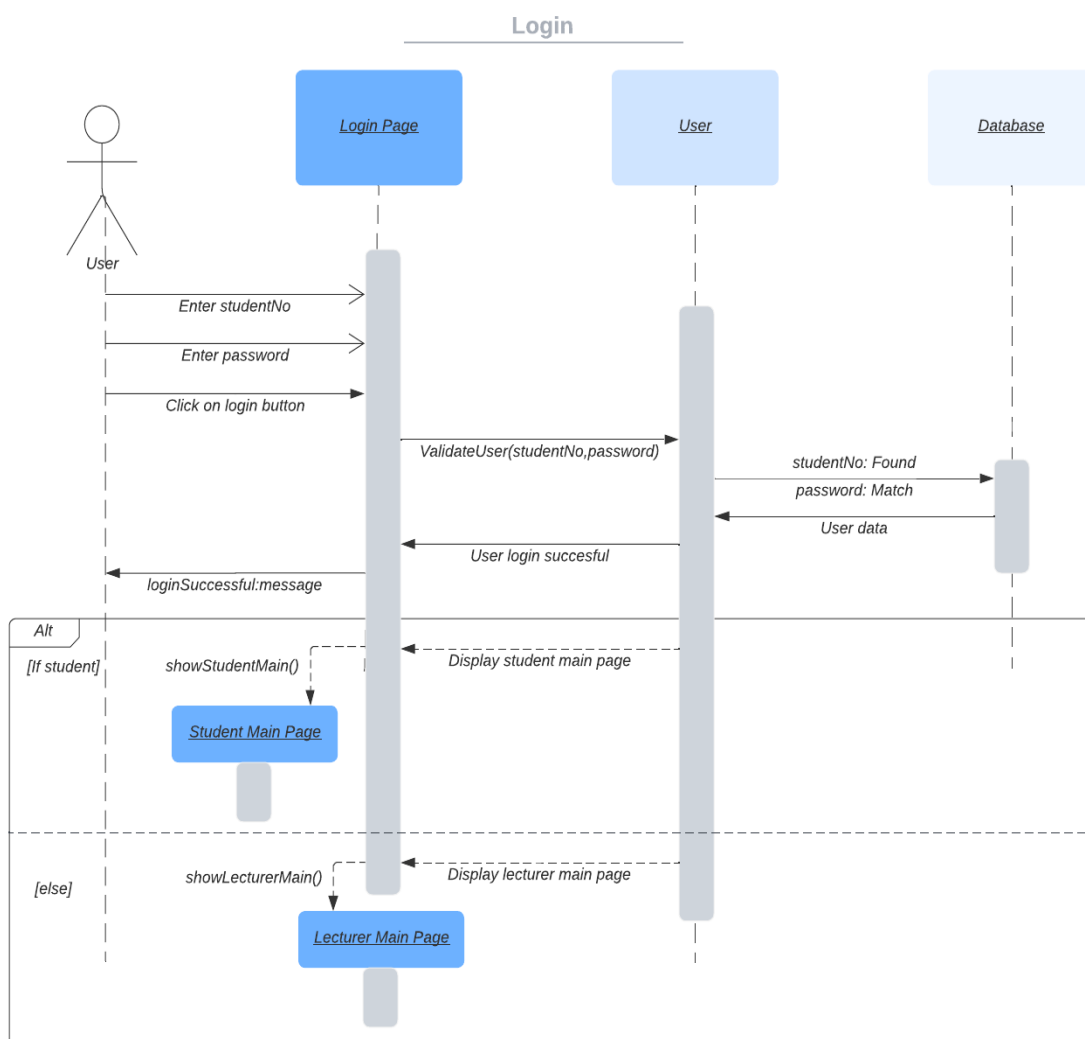 Login
Login Page
User
Database
User
Enter studentNo
Enter password
Click on login button
ValidateUser(studentNo,password)
studentNo: Found
password: Match
User data
User login succesful
loginSuccessful:message
Alt
[If student]
showStudentMain()
Display student main page
Student Main Page
[else]
showLecturerMain()
Display lecturer main page
Lecturer Main Page